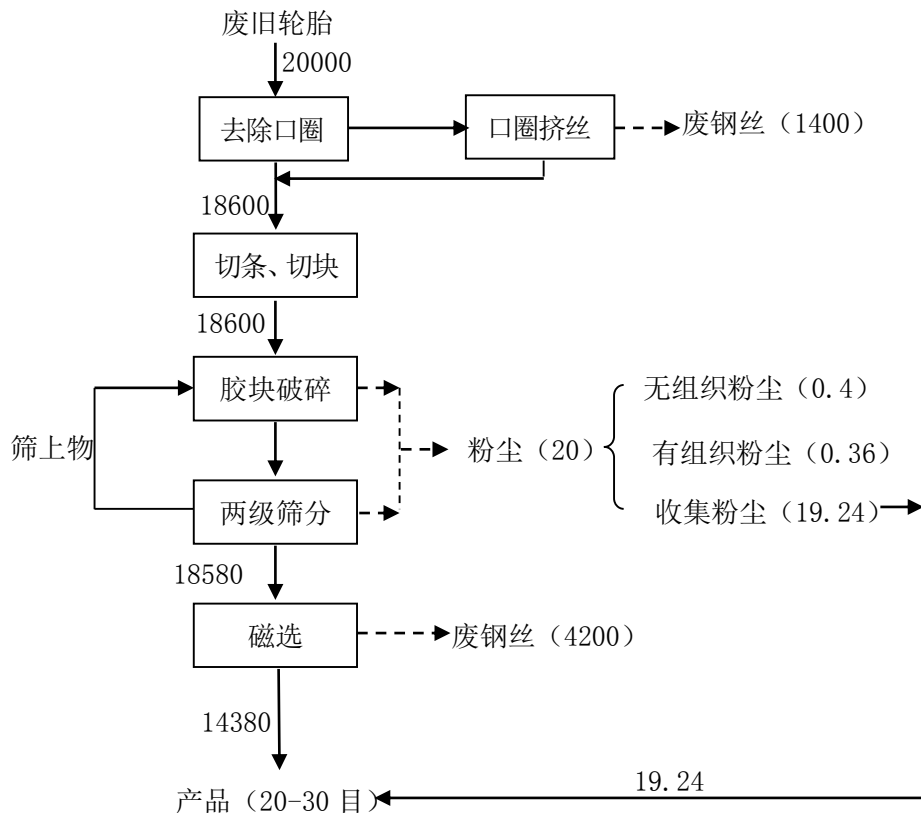 废旧轮胎
20000
去除口圈
口圈挤丝
废钢丝（1400）
18600
切条、切块
18600
胶块破碎
无组织粉尘（0.4）
筛上物
粉尘（20）
有组织粉尘（0.36）
两级筛分
收集粉尘（19.24）
18580
磁选
废钢丝（4200）
14380
19.24
产品（20-30 目）